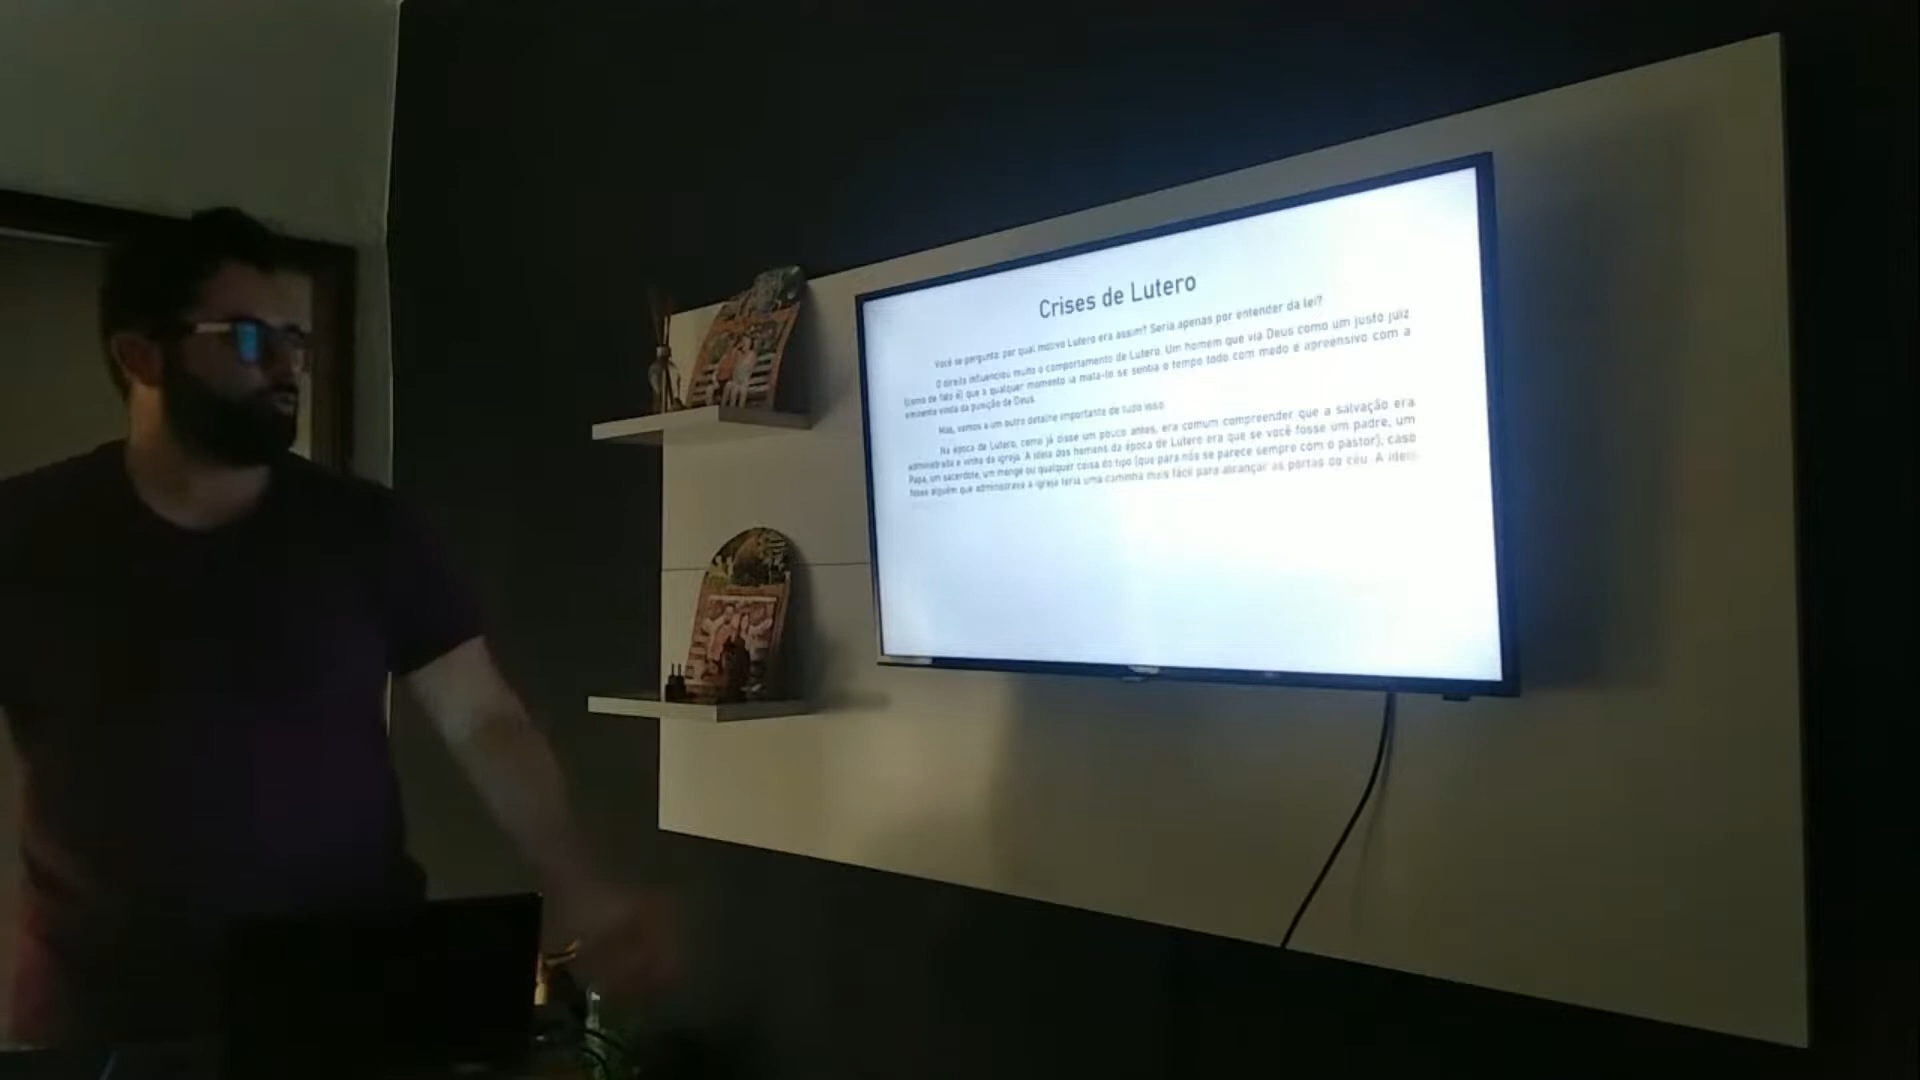 Crises de Lutero
Você se pergunta: por qual motivo Lutero era assim? Seria apenas por entender da lei?
O direito influenciou muito o comportamento de Lutero. Um homem que via Deus como um justo juiz
(como de fato é) que a qualquer momento ia mata-lo se sentia o tempo todo com medo e apreensivo com a
eminente vinda da punição de Deus.
Mas, vamos a um outro detalhe importante de tudo isso.
Na época de Lutero, como já disse um pouco antes, era comum compreender que a salvação era
administrada e vinha da igreja. A ideia dos homens da época de Lutero era que se você fosse um padre, um
Papa, um sacerdote, um monge ou qualquer coisa do tipo (que para nós se parece sempre com o pastor), caso
fosse alguém que administrava a igreja teria uma caminha mais fácil para alcançar as portas do céu. A ideia